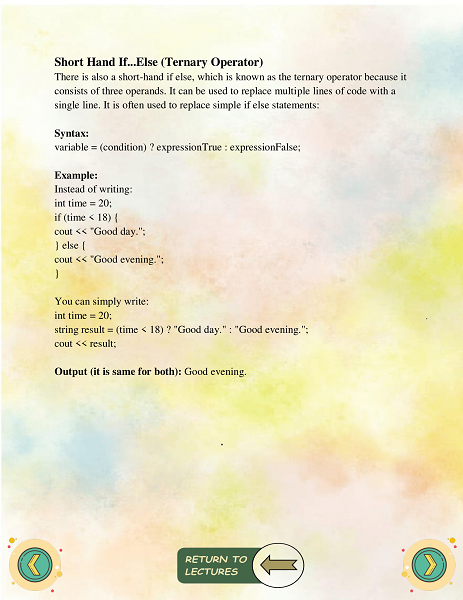 Short Hand If...Else (Ternary Operator)
There is also a short-hand if else, which is known as the ternary operator because it
consists of three operands. It can be used to replace multiple lines of code with a
single line. It is often used to replace simple if else statements:
Syntax:
variable = (condition) ? expressionTrue : expressionFalse;
Example:
Instead of writing:
int time = 20;
if (time < 18) {
cout << "Good day.";
} else {
cout << "Good evening.";
}
You can simply write:
int time = 20;
string result = (time < 18) ? "Good day." : "Good evening.";
cout << result;
Output (it is same for both): Good evening.
RETURN TO
LECTURES